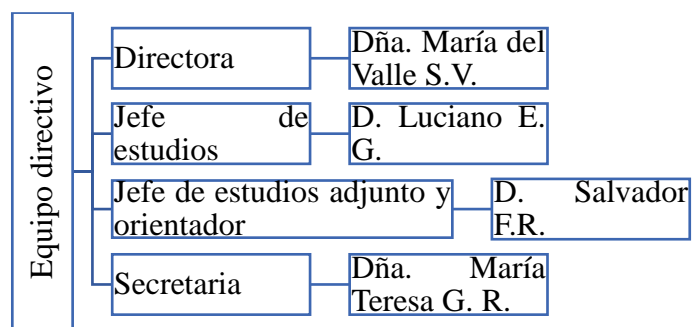 Equipo directivo
Directora
Dña. María del
Valle S.V.
Jefe de
estudios
D. Luciano E.
G.
Jefe de estudios adjunto y
orientador
D. Salvador
F.R.
Secretaria
Dña. María
Teresa G. R.